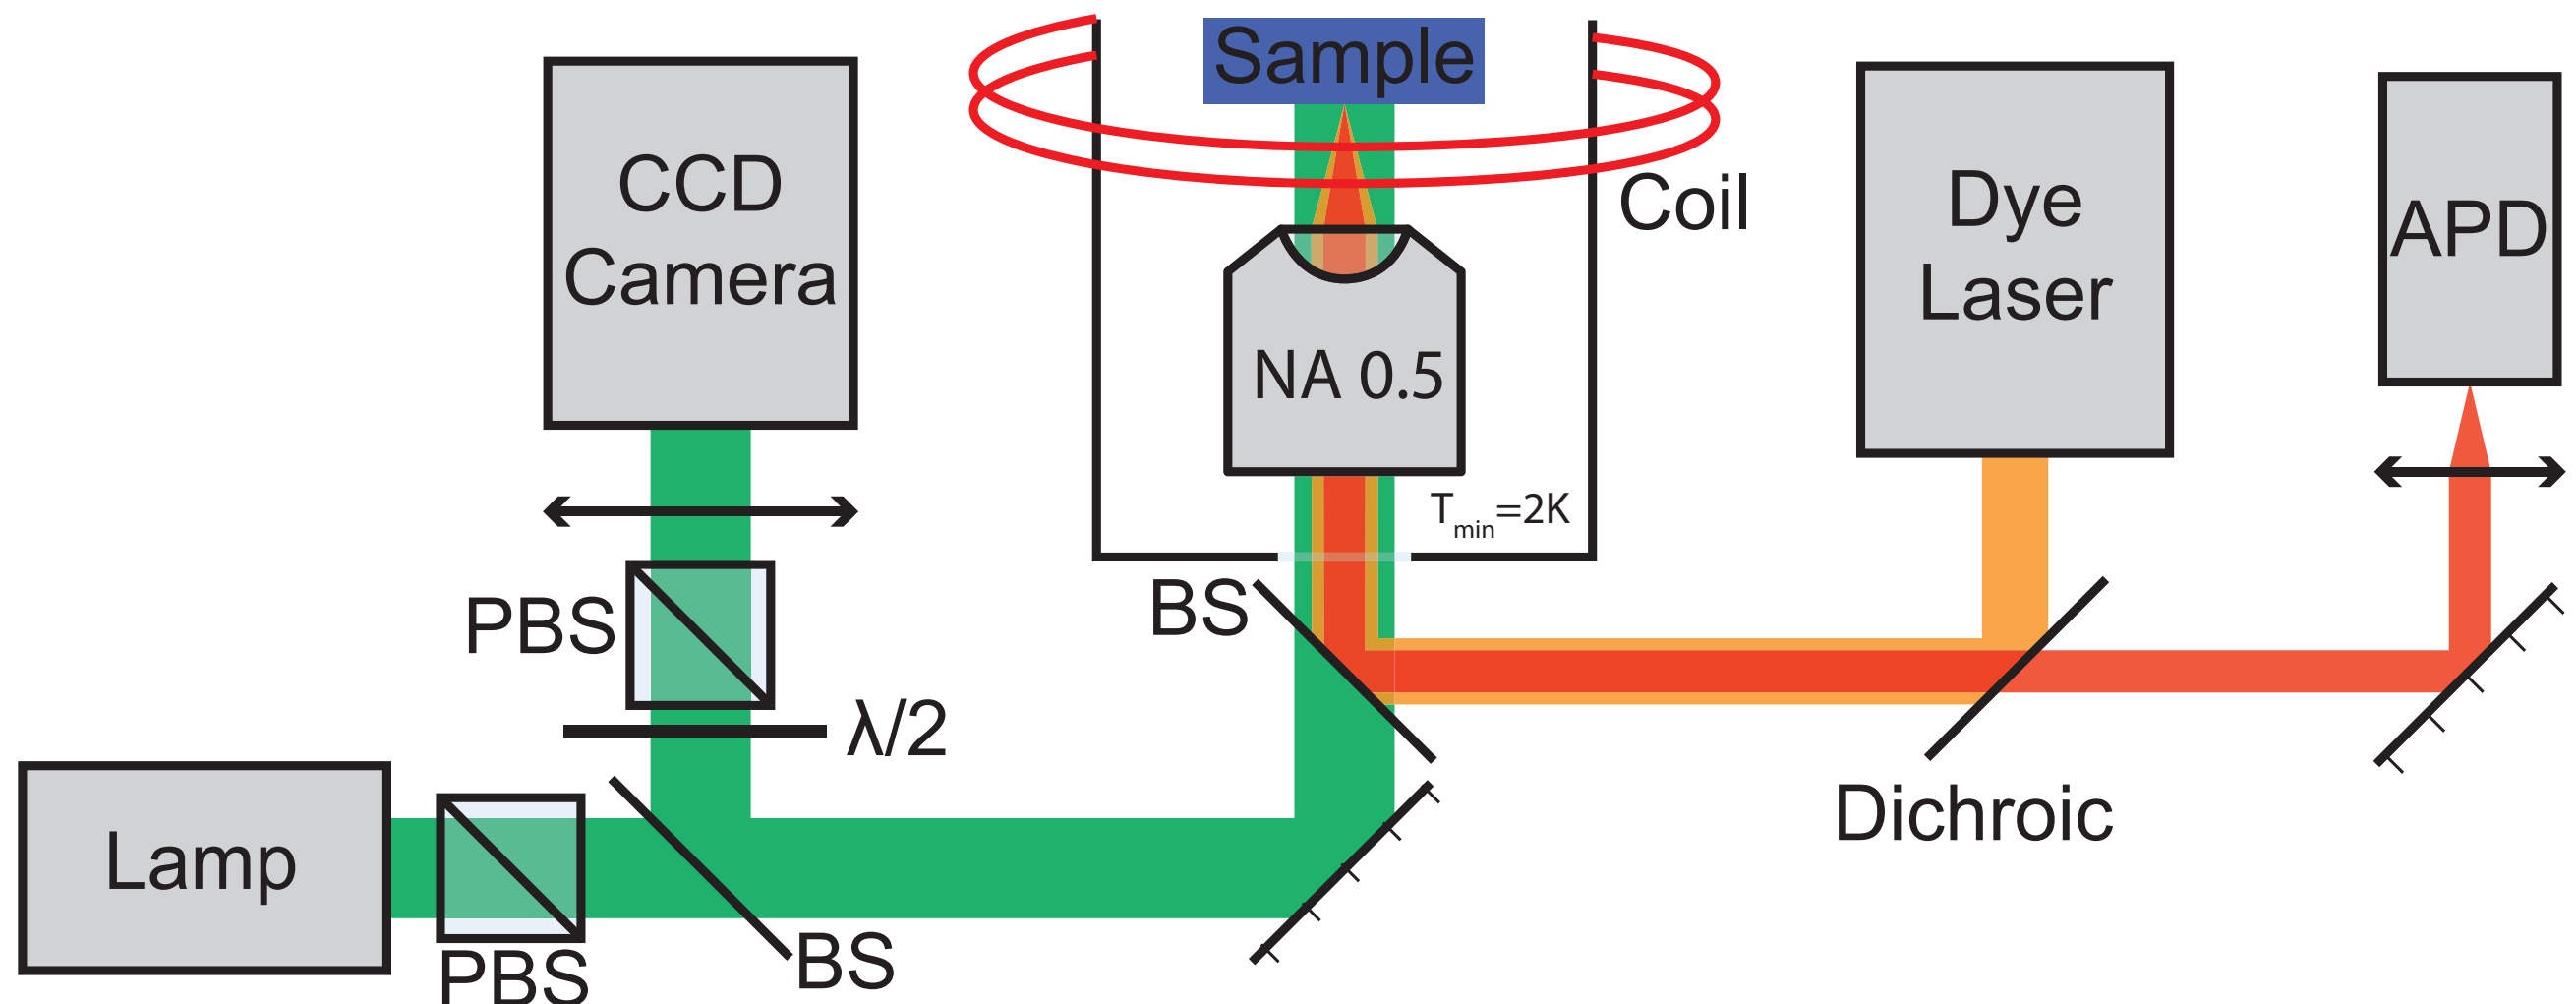 Sample
CCD
Camera
Coil
Dye
Laser
APD
NA 0.5
Tmin=2K
PBS
BS
λ/2
Lamp
Dichroic
BS
PBS